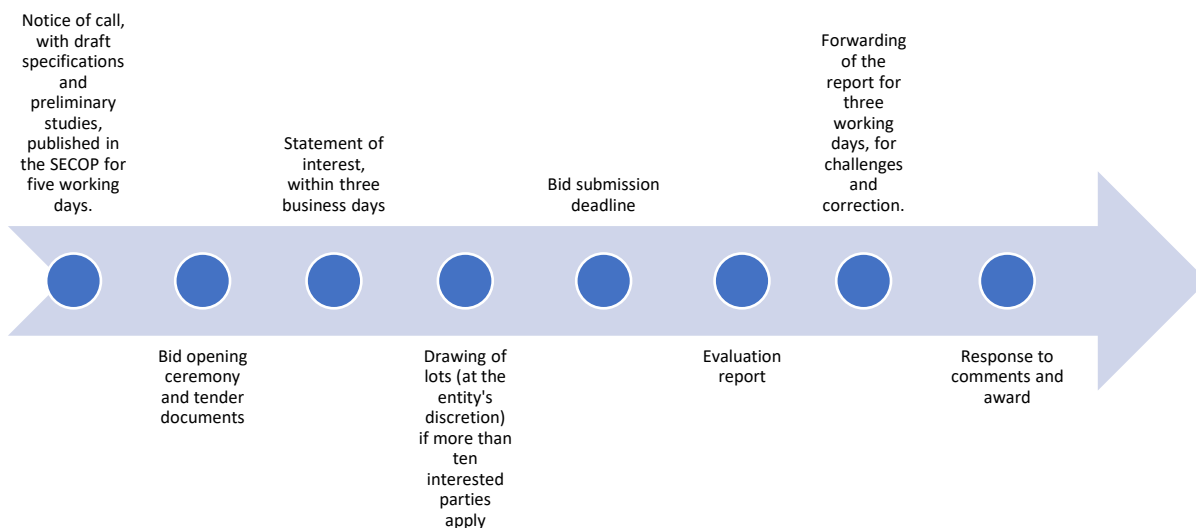 Notice of call,
with draft
specifications
and
preliminary
studies,
published in
the SECOP for
five working
days.
Bid opening
ceremony
and tender
documents
Statement of
interest,
within three
business days
Drawing of
lots (at the
entity's
discretion)
if more than
ten
interested
parties
apply
Bid submission
deadline
Evaluation
report
Forwarding
of the
report for
three
working
days, for
challenges
and
correction.
Response to
comments and
award